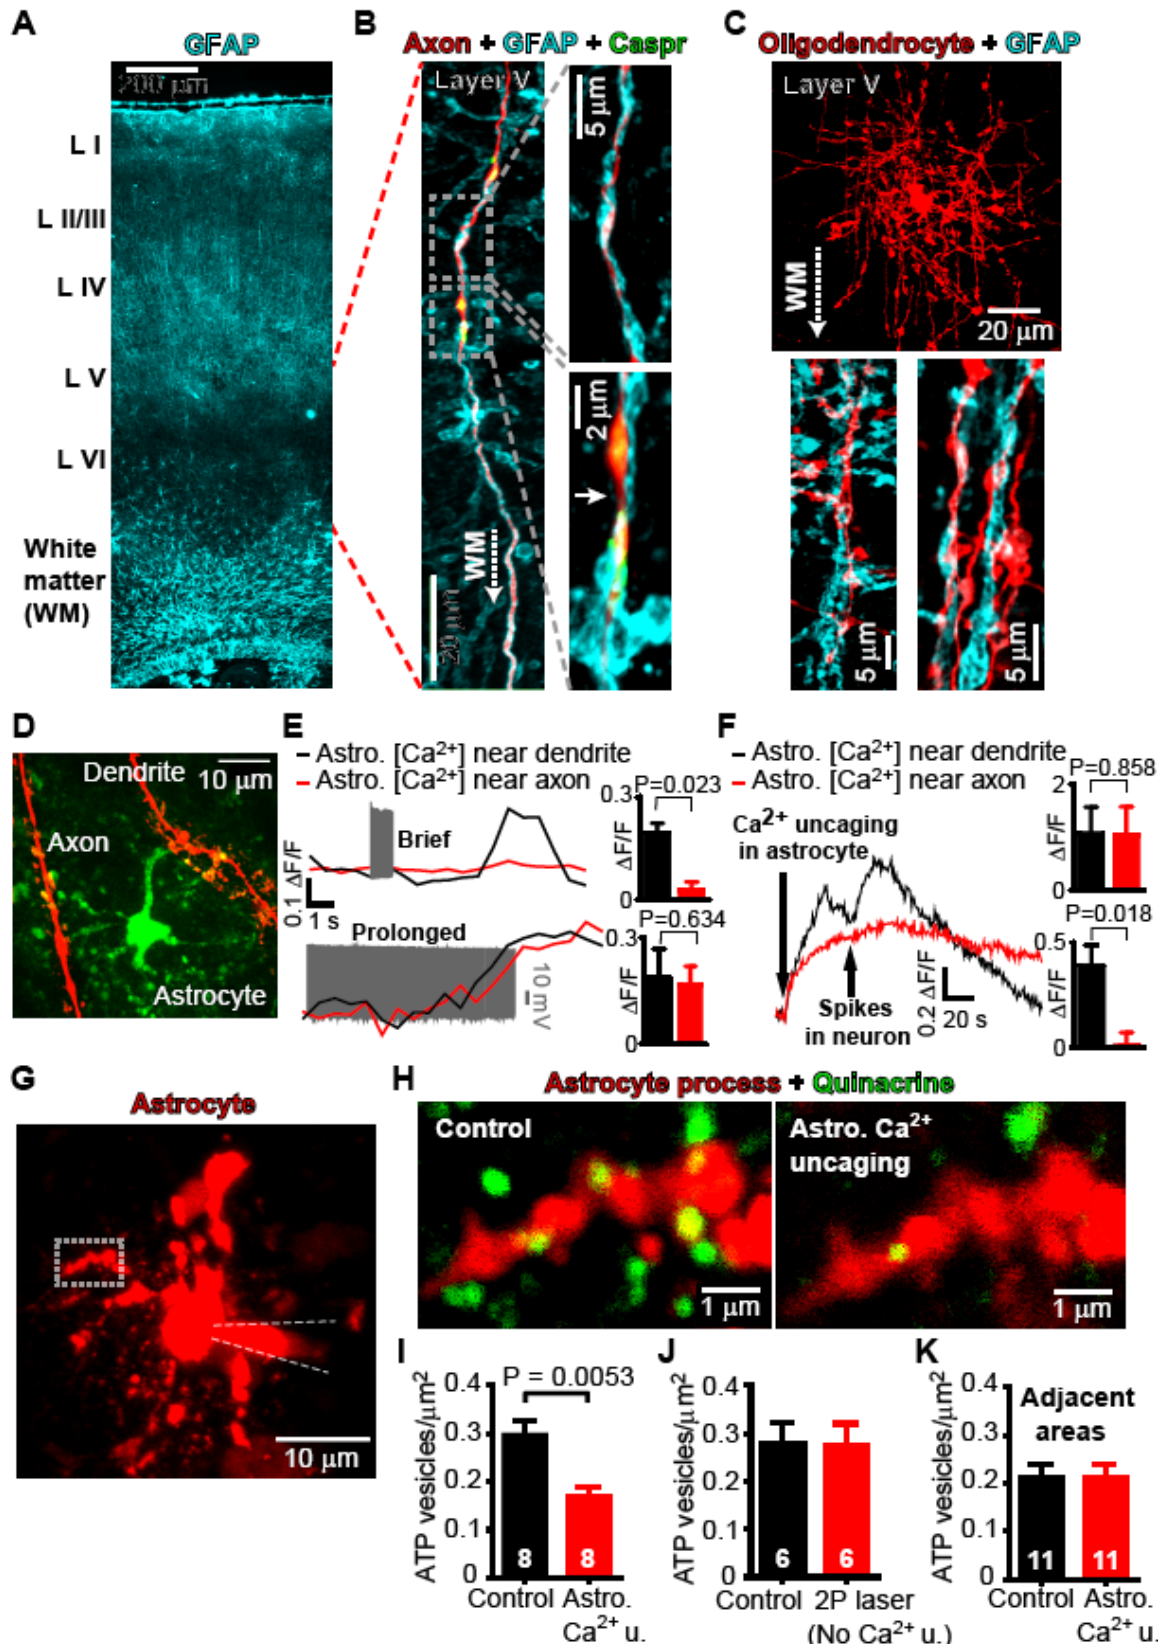 A
GFAP
200 µm
L I
L II/III
L IV
L V
L VI
White
matter
(WM)
B
Axon + GFAP + Caspr
Layer V
5 µm
2 µm
WM
20 µm
C
Oligodendrocyte + GFAP
Layer V
WM
20 µm
5 µm
5 µm
D
Dendrite
10 µm
Axon
Astrocyte
E
Astro. [Ca²⁺] near dendrite
Astro. [Ca²⁺] near axon
Brief
0.1 ΔF/F
1 s
Prolonged
10 mV
P=0.023
0.3
ΔF/F
0
P=0.634
0.3
ΔF/F
0
F
Astro. [Ca²⁺] near dendrite
Astro. [Ca²⁺] near axon
Ca²⁺ uncaging
in astrocyte
Spikes
in neuron
0.2 ΔF/F
20 s
P=0.858
2
ΔF/F
0
P=0.018
0.5
ΔF/F
0
G
Astrocyte
10 µm
H
Astrocyte process + Quinacrine
Control
1 µm
Astro. Ca²⁺
uncaging
1 µm
I
P = 0.0053
ATP vesicles/µm²
0.4
0.3
0.2
0.1
0
8
8
Control
Astro.
Ca²⁺ u.
J
ATP vesicles/µm²
0.4
0.3
0.2
0.1
0
6
6
Control
2P laser
(No Ca²⁺ u.)
K
Adjacent
areas
ATP vesicles/µm²
0.4
0.3
0.2
0.1
0
11
11
Control
Astro.
Ca²⁺ u.